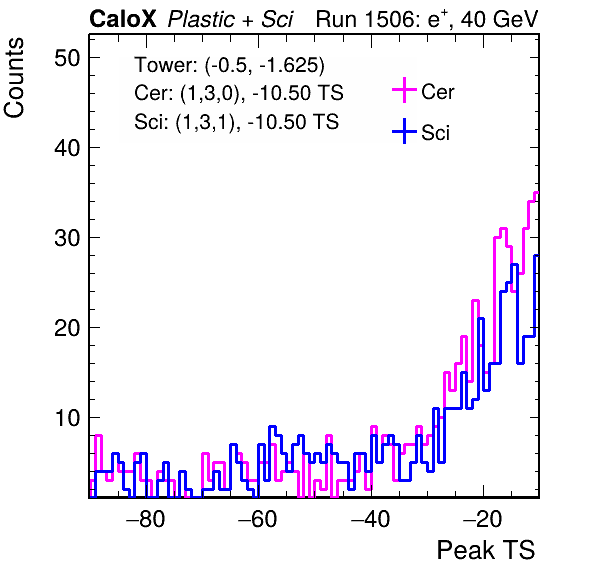 CaloX Plastic + Sci Run 1506: e⁺, 40 GeV
Tower: (-0.5, -1.625)
Cer: (1,3,0), -10.50 TS
Sci: (1,3,1), -10.50 TS
Cer
Sci
Counts
50
40
30
20
10
−80 −60 −40 −20
Peak TS